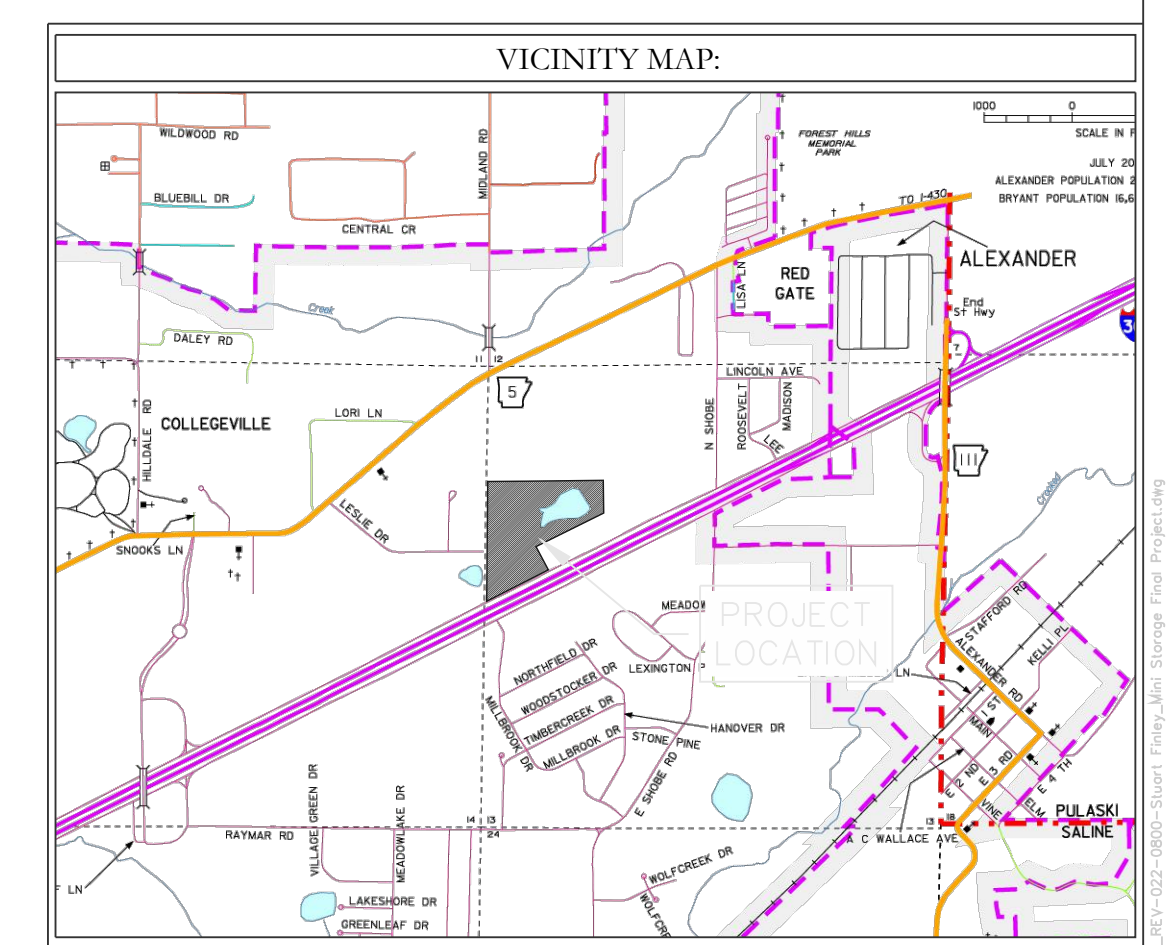 VICINITY MAP:
WILDWOOD RD
MIDLAND RD
FOREST HILLS
MEMORIAL
PARK
1000
0
SCALE IN F
JULY 20
ALEXANDER POPULATION 2
BRYANT POPULATION 16,6
BLUEBILL DR
CENTRAL CR
TO I-430
ALEXANDER
RED
GATE
LISA LN
Creek
End
St Hwy
DALEY RD
11
12
7
5
LINCOLN AVE
LORI LN
COLLEGEVILLE
HILLDALE RD
N SHOBE
ROOSEVELT
MADISON
LEE
111
LESLIE DR
SNOOKS LN
Crooked
PROJECT
LOCATION
MEADOW
STAFFORD RD
KELLI PL
ALEXANDER RD
NORTHFIELD DR
LEXINGTON
LN
WOODSTOCKER DR
MILLBROOK DR
TIMBERCREEK DR
HANOVER DR
MILLBROOK DR
STONE PINE
E SHOBE RD
MAIN
1 ST
E 2 ND
E 3 RD
E 4 TH
VINE
ELM
PULASKI
SALINE
VILLAGE GREEN DR
MEADOWLAKE DR
RAYMAR RD
14
13
24
13
18
A C WALLACE AVE
F LN
WOLFCREEK DR
WOLFCRE
LAKESHORE DR
GREENLEAF DR
REV-022-0800-Stuart Finley_Mini Storage Final Project.dwg